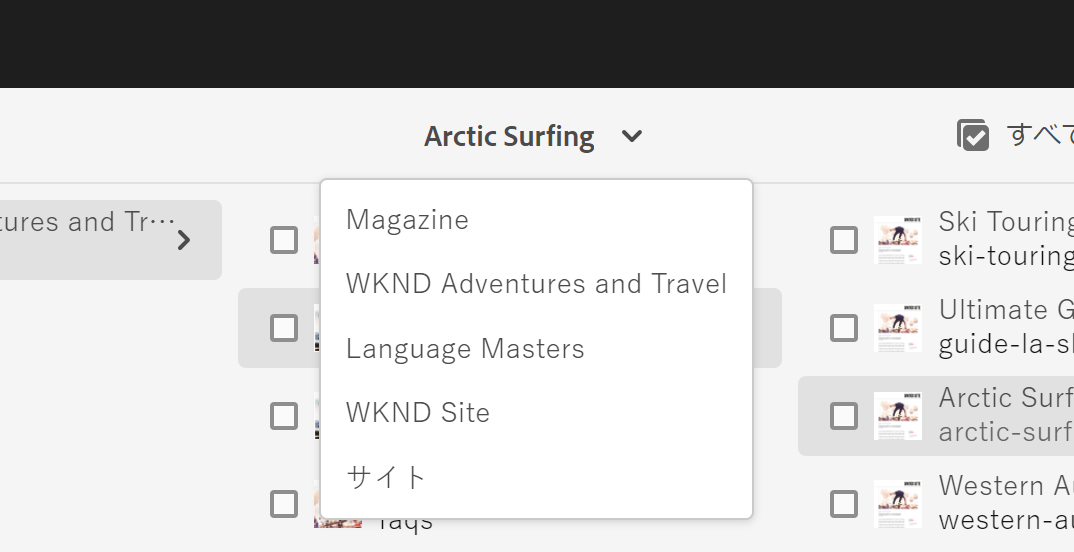 Arctic Surfing
すべて
tures and Tr…
Magazine
WKND Adventures and Travel
Language Masters
WKND Site
サイト
faqs
Ski Touring
ski-touring
Ultimate G
guide-la-sk
Arctic Surf
arctic-surf
Western Au
western-au